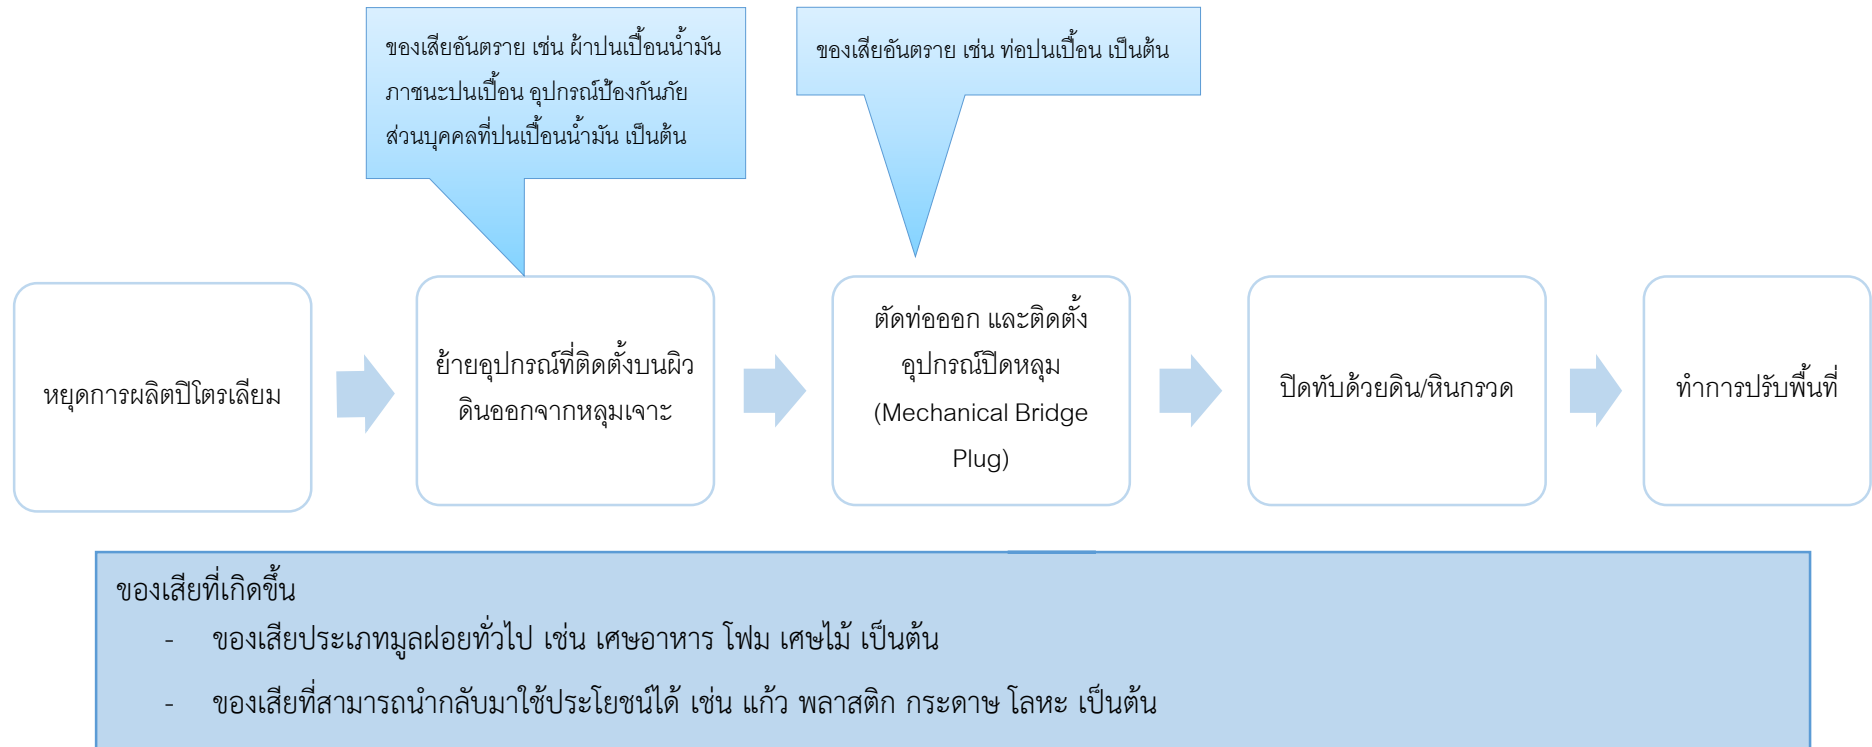 ของเสียอันตราย เช่น ผ้าปนเปื้อนน้ำมัน
ภาชนะปนเปื้อน อุปกรณ์ป้องกันภัย
ส่วนบุคคลที่ปนเปื้อนน้ำมัน เป็นต้น
ของเสียอันตราย เช่น ท่อปนเปื้อน เป็นต้น
หยุดการผลิตปิโตรเลียม
ย้ายอุปกรณ์ที่ติดตั้งบนผิว
ดินออกจากหลุมเจาะ
ตัดท่อออก และติดตั้ง
อุปกรณ์ปิดหลุม
(Mechanical Bridge
Plug)
ปิดทับด้วยดิน/หินกรวด
ทำการปรับพื้นที่
ของเสียที่เกิดขึ้น
- ของเสียประเภทมูลฝอยทั่วไป เช่น เศษอาหาร โฟม เศษไม้ เป็นต้น
- ของเสียที่สามารถนำกลับมาใช้ประโยชน์ได้ เช่น แก้ว พลาสติก กระดาษ โลหะ เป็นต้น